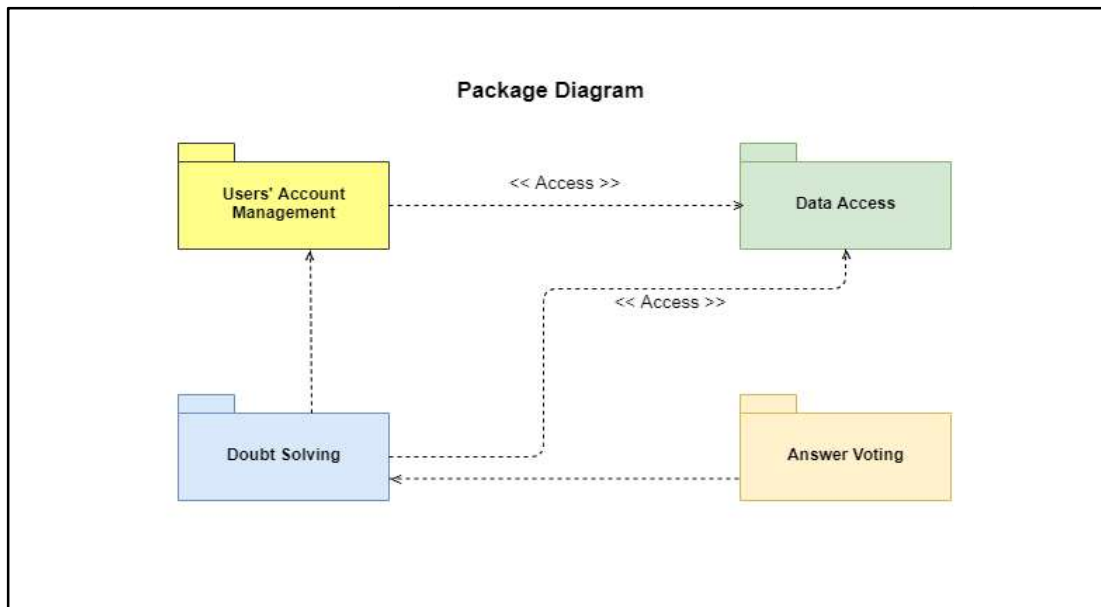 Package Diagram
Users' Account
Management
<< Access >>
Data Access
<< Access >>
Doubt Solving
Answer Voting